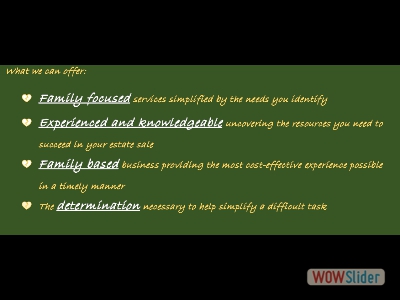 What we can offer:
Family focused services simplified by the needs you identify
Experienced and knowledgeable uncovering the resources you need to
succeed in your estate sale
Family based business providing the most cost-effective experience possible
in a timely manner
The determination necessary to help simplify a difficult task
WOWSlider